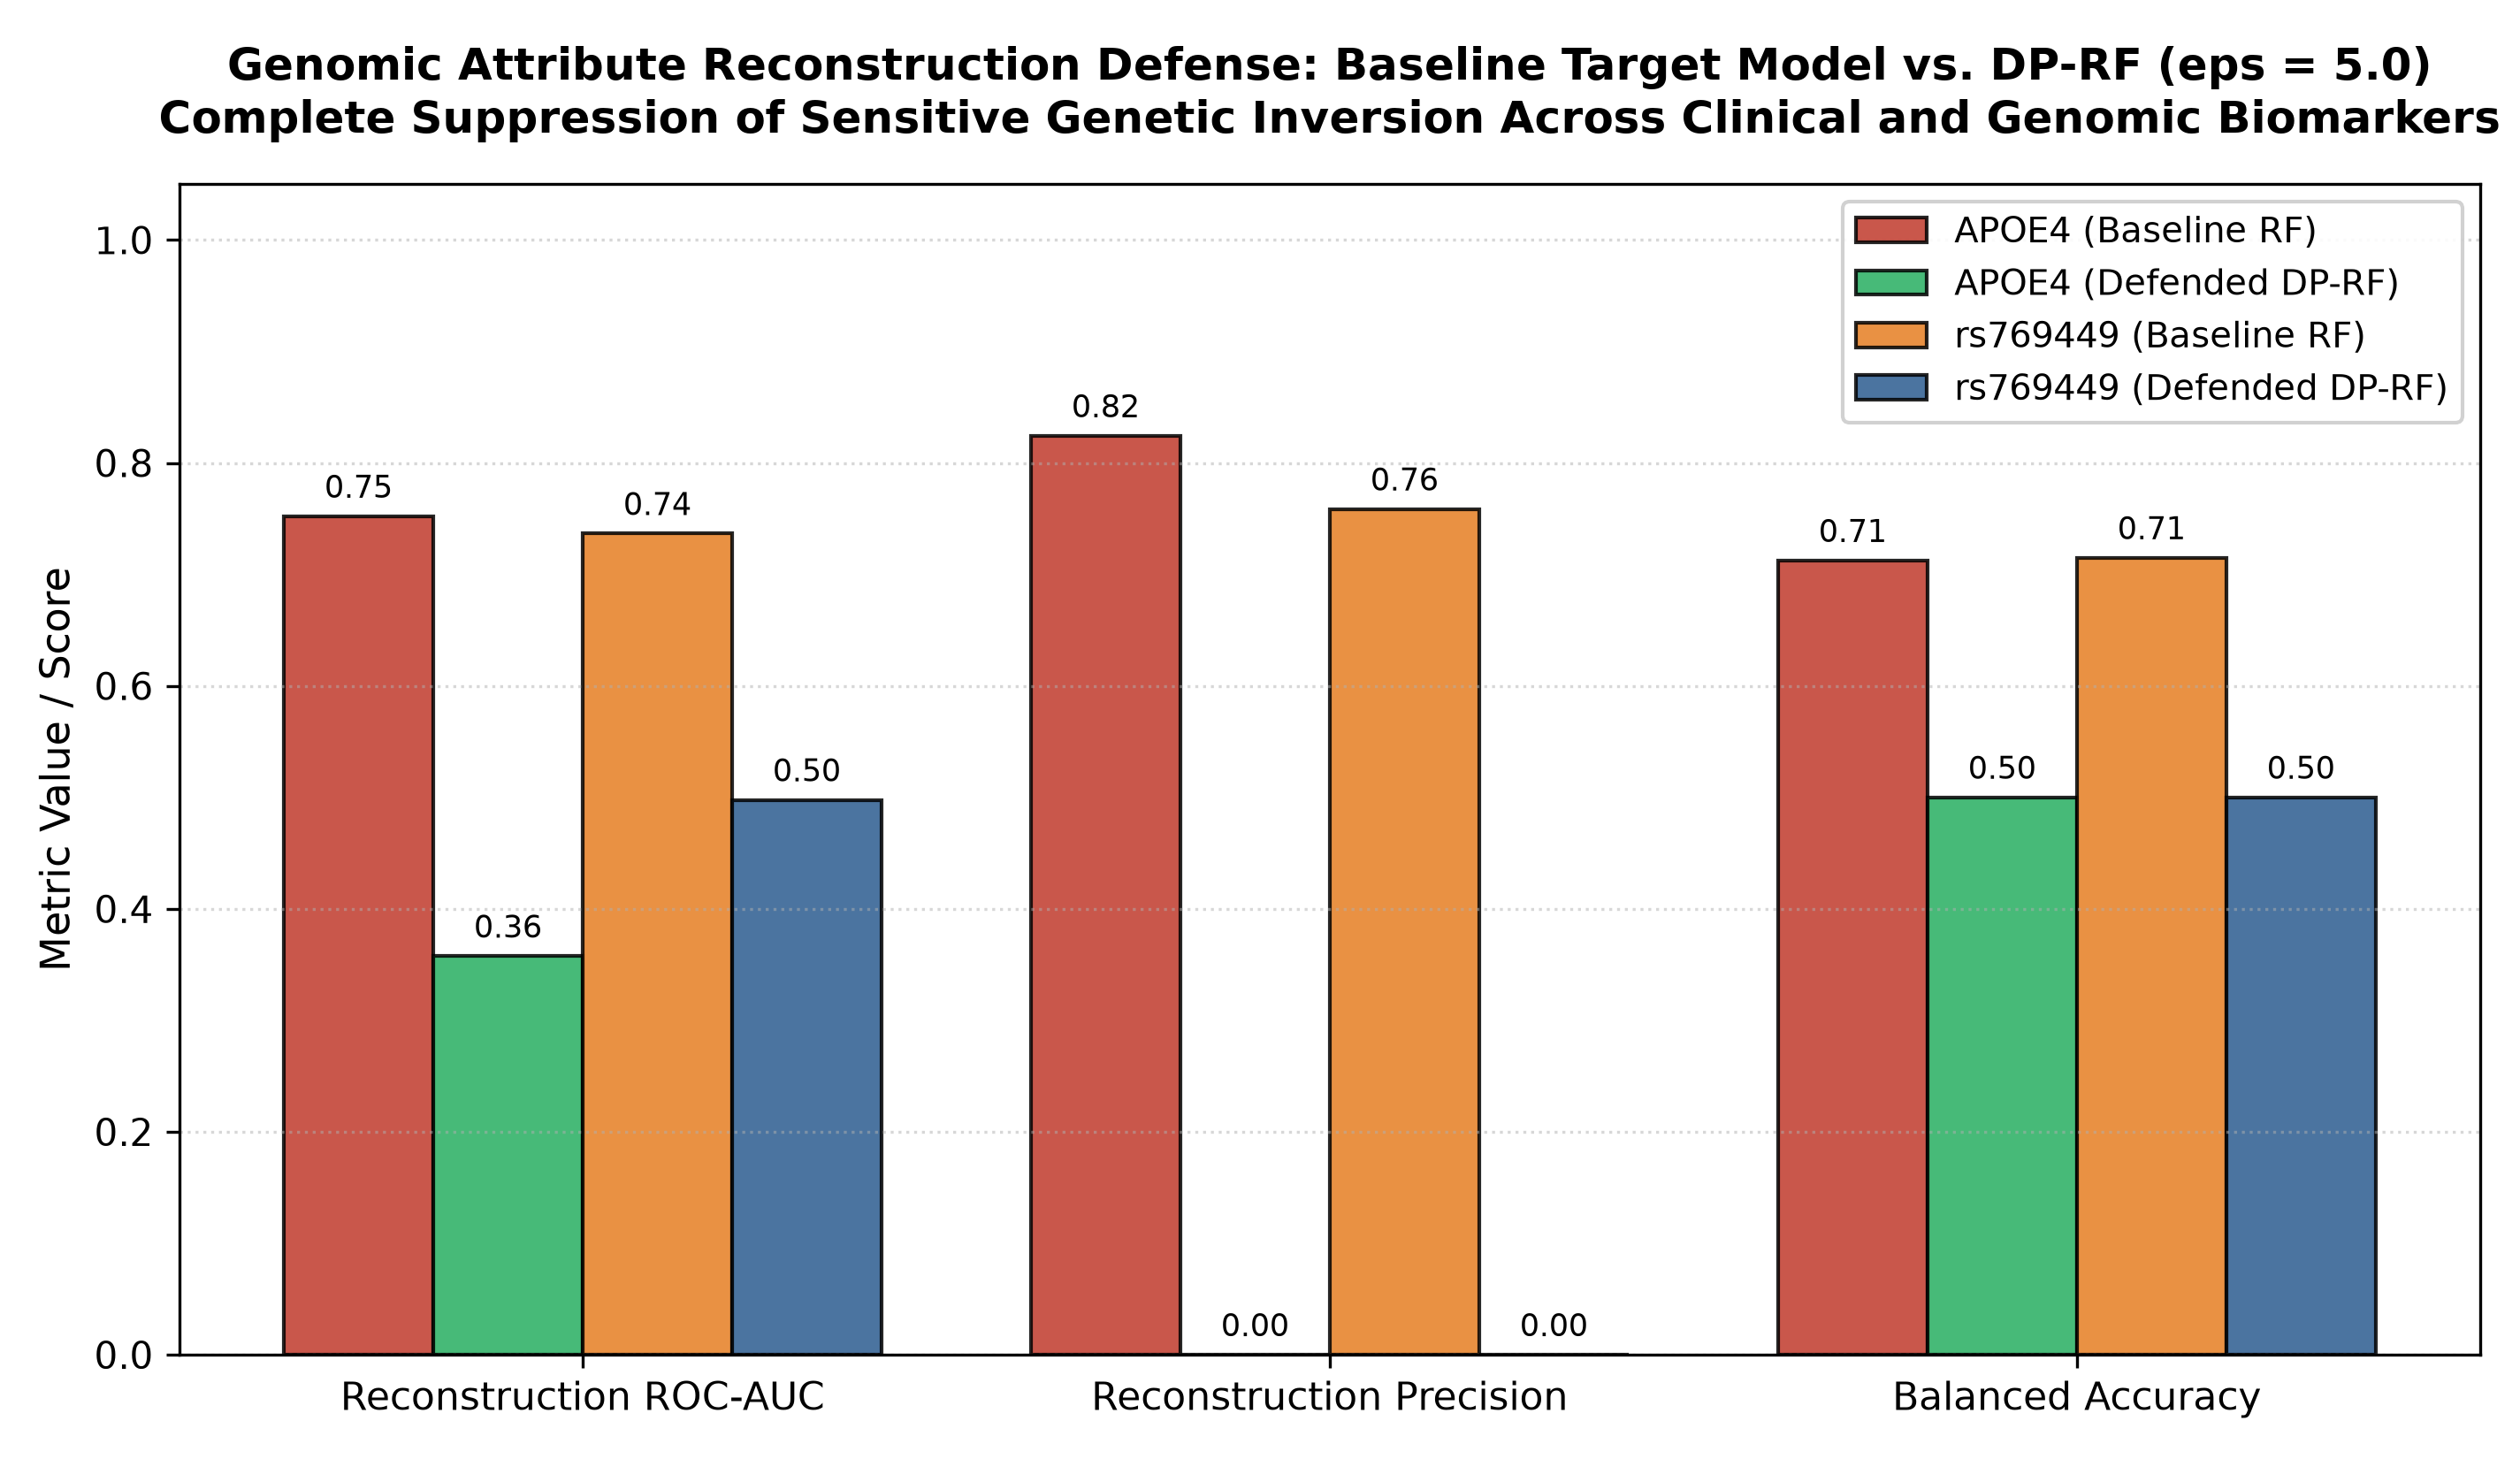 Genomic Attribute Reconstruction Defense: Baseline Target Model vs. DP-RF (eps = 5.0)
Complete Suppression of Sensitive Genetic Inversion Across Clinical and Genomic Biomarkers
APOE4 (Baseline RF)
APOE4 (Defended DP-RF)
rs769449 (Baseline RF)
rs769449 (Defended DP-RF)
Metric Value / Score
1.0
0.8
0.6
0.4
0.2
0.0
0.75
0.36
0.74
0.50
0.82
0.00
0.76
0.00
0.71
0.50
0.71
0.50
Reconstruction ROC-AUC
Reconstruction Precision
Balanced Accuracy